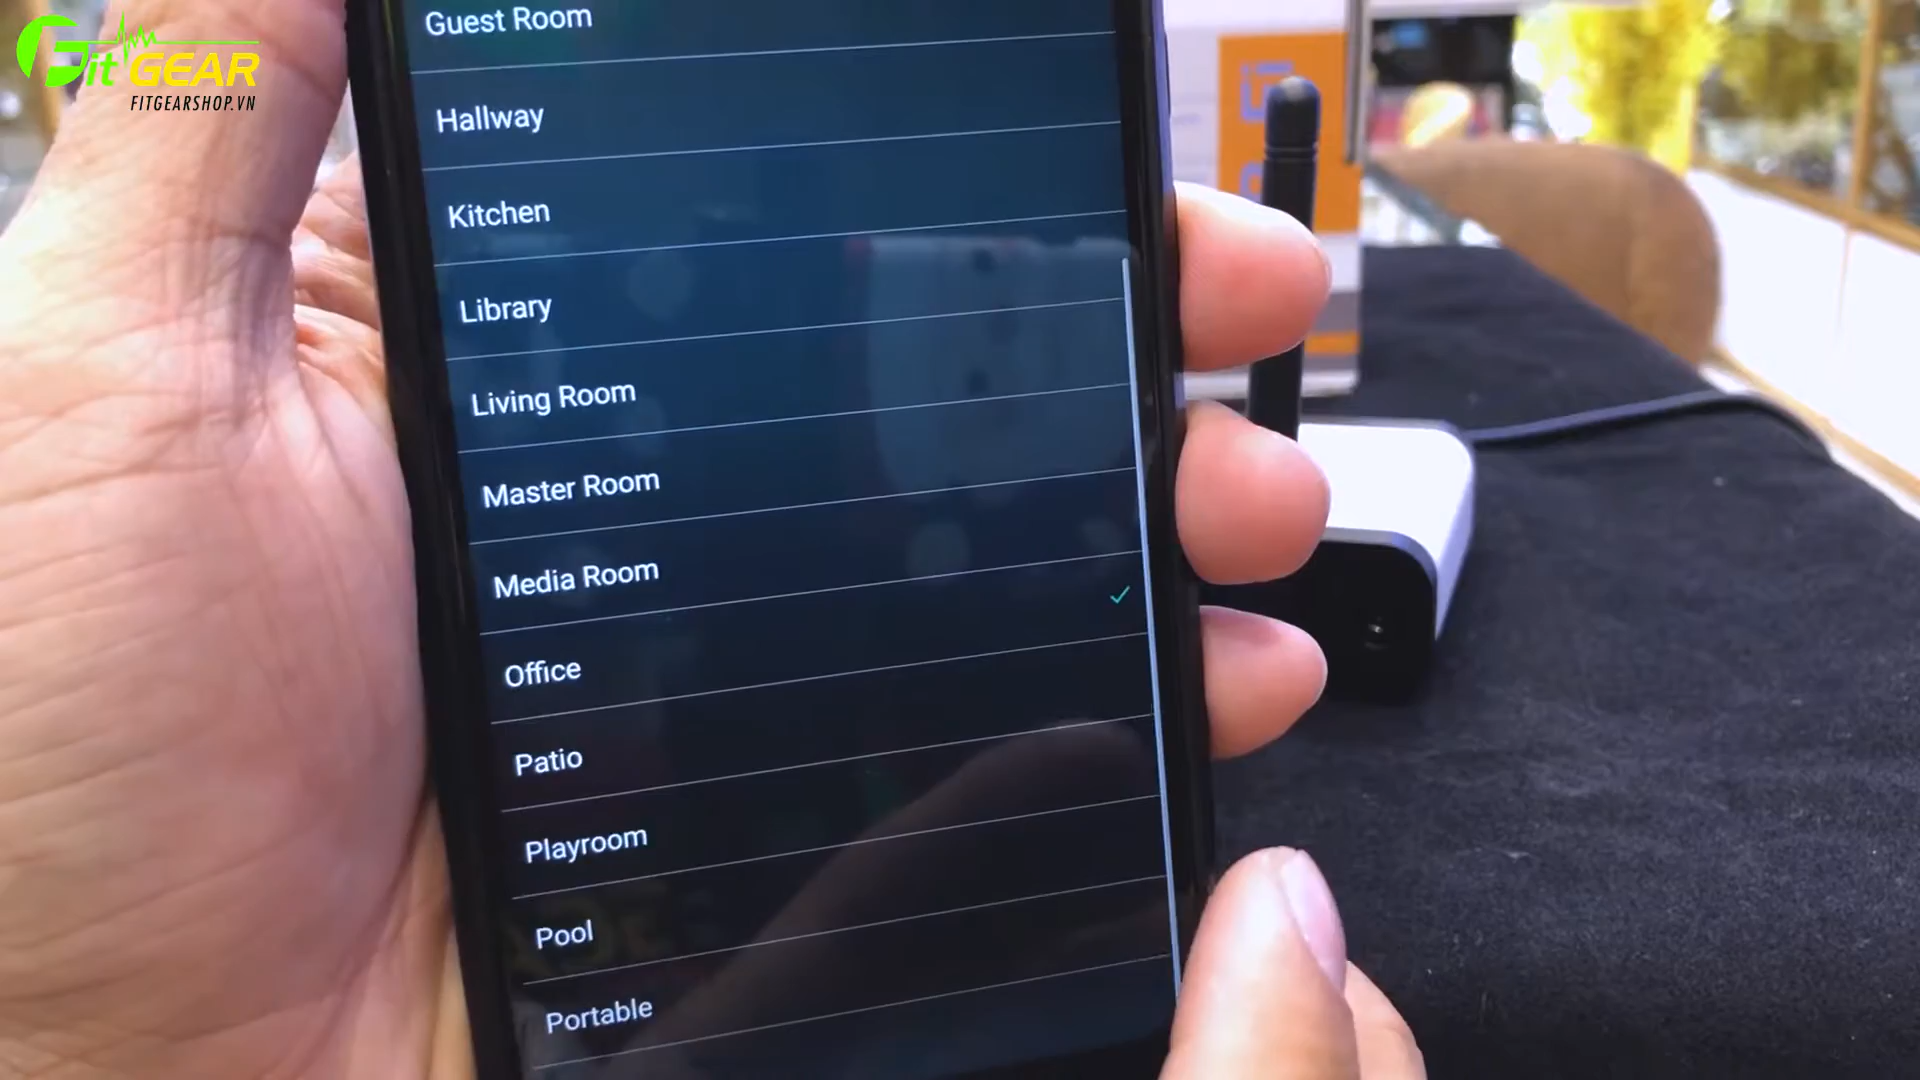 Fit GEAR
FITGEARSHOP.VN
Guest Room
Hallway
Kitchen
Library
Living Room
Master Room
Media Room
Office
Patio
Playroom
Pool
Portable